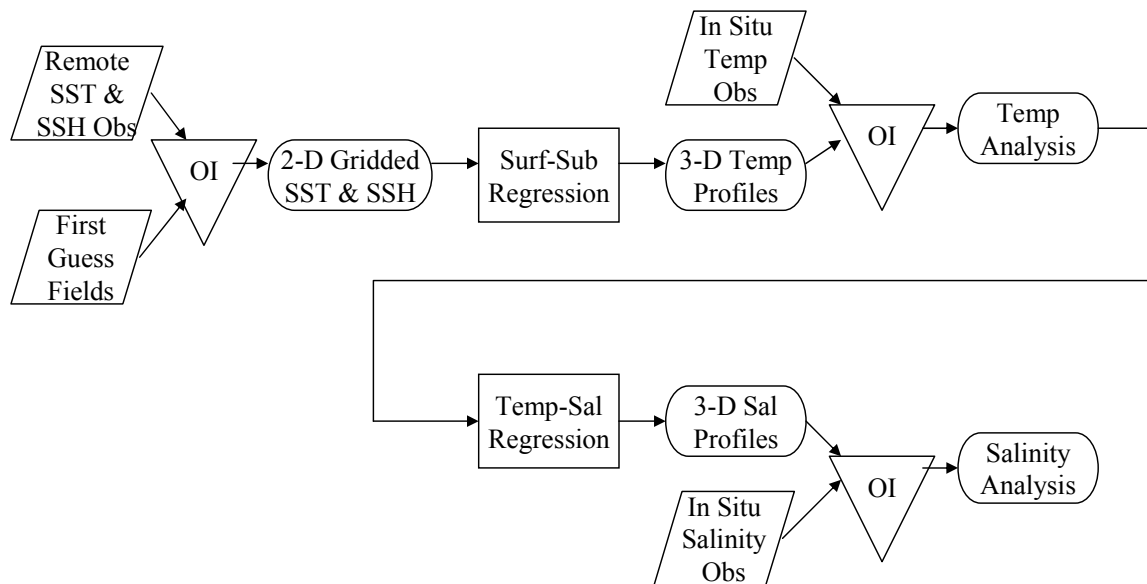 Remote
SST &
SSH Obs
First
Guess
Fields
OI
2-D Gridded
SST & SSH
Surf-Sub
Regression
3-D Temp
Profiles
In Situ
Temp
Obs
OI
Temp
Analysis
Temp-Sal
Regression
3-D Sal
Profiles
In Situ
Salinity
Obs
OI
Salinity
Analysis